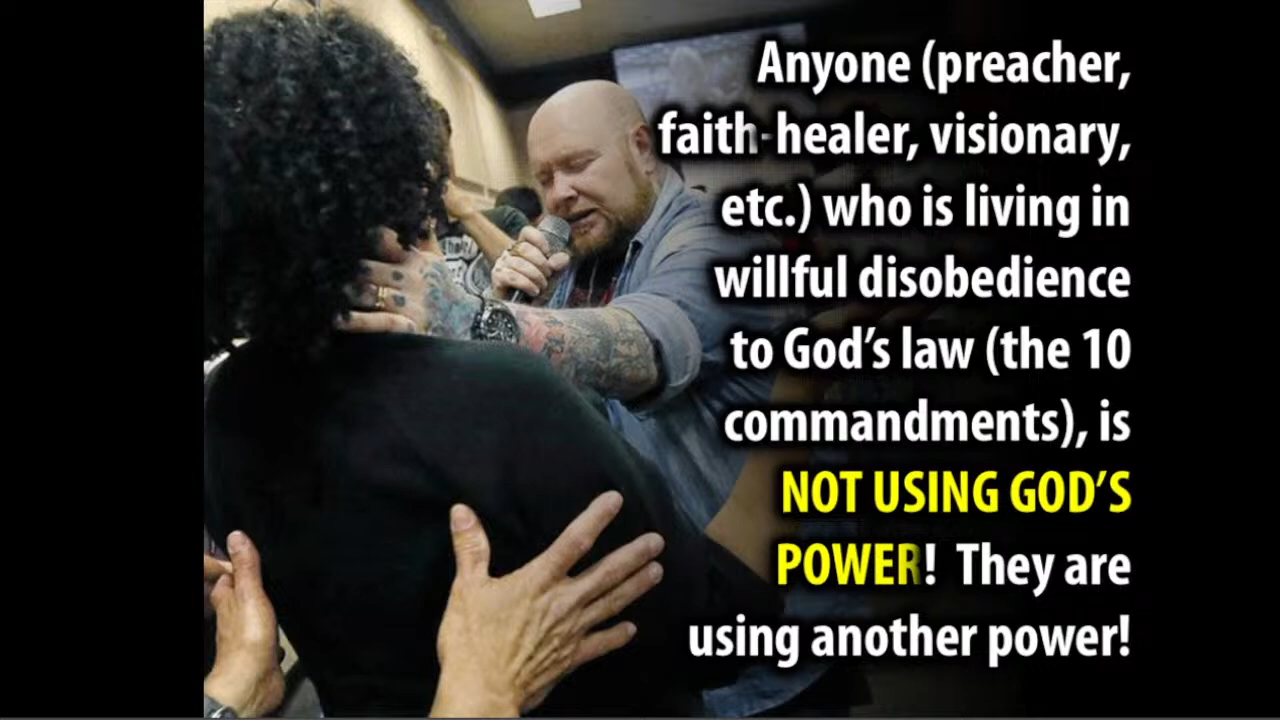 Anyone (preacher,
faith-healer, visionary,
etc.) who is living in
willful disobedience
to God's law (the 10
commandments), is
NOT USING GOD'S
POWER! They are
using another power!